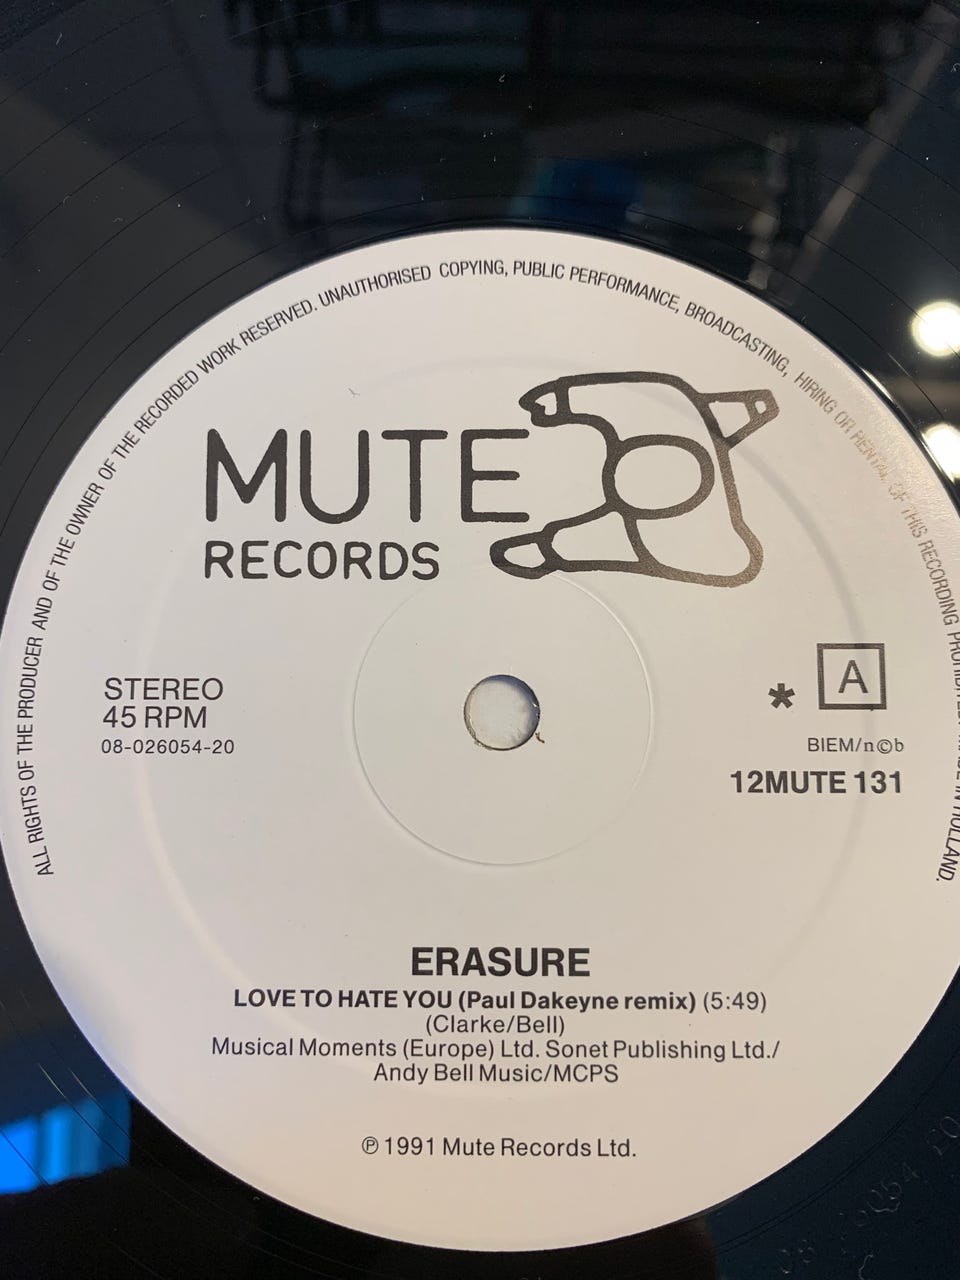 ALL RIGHTS OF THE PRODUCER AND OF THE OWNER OF THE RECORDED WORK RESERVED. UNAUTHORISED COPYING, PUBLIC PERFORMANCE, BROADCASTING, HIRING OR RENTAL OF THIS RECORDING IN HOLLAND.
MUTE
RECORDS
STEREO
45 RPM
08-026054-20
* A
BIEM/n©b
12MUTE 131
ERASURE
LOVE TO HATE YOU (Paul Dakeyne remix) (5:49)
(Clarke/Bell)
Musical Moments (Europe) Ltd. Sonet Publishing Ltd./
Andy Bell Music/MCPS
℗ 1991 Mute Records Ltd.